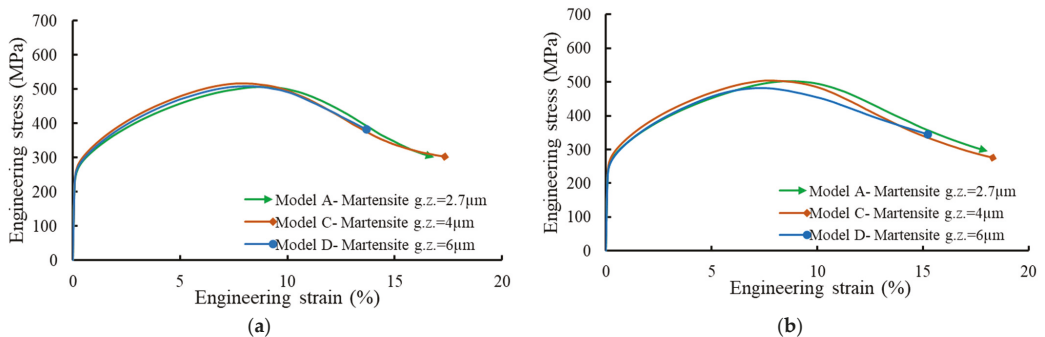 700
600
500
400
300
200
100
0
0 5 10 15 20
Engineering stress (MPa)
Engineering strain (%)
Model A- Martensite g.z.=2.7µm
Model C- Martensite g.z.=4µm
Model D- Martensite g.z.=6µm
(a)
700
600
500
400
300
200
100
0
0 5 10 15 20
Engineering stress (MPa)
Engineering strain (%)
Model A- Martensite g.z.=2.7µm
Model C- Martensite g.z.=4µm
Model D- Martensite g.z.=6µm
(b)